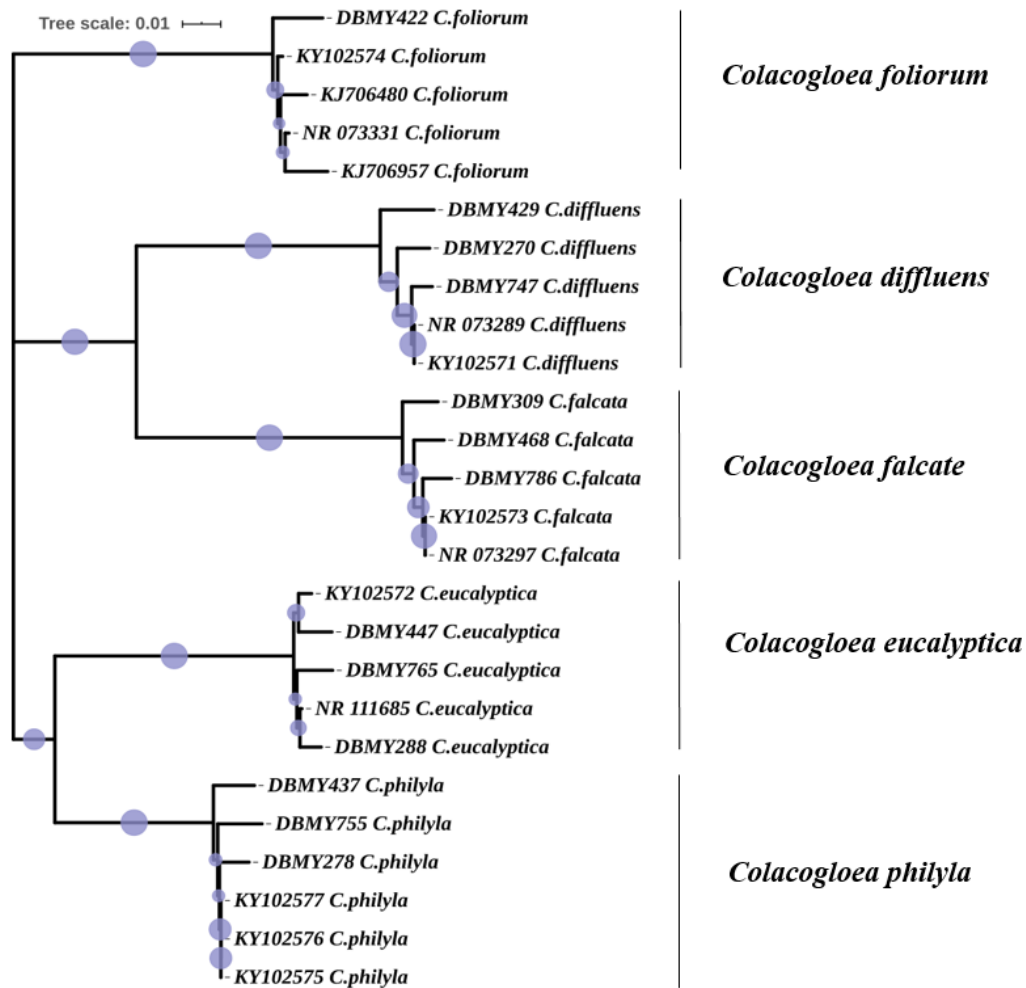 Tree scale: 0.01
DBMY422 C.foliorum
KY102574 C.foliorum
KJ706480 C.foliorum
NR 073331 C.foliorum
KJ706957 C.foliorum
Colacogloea foliorum
DBMY429 C.diffluens
DBMY270 C.diffluens
DBMY747 C.diffluens
NR 073289 C.diffluens
KY102571 C.diffluens
Colacogloea diffluens
DBMY309 C.falcata
DBMY468 C.falcata
DBMY786 C.falcata
KY102573 C.falcata
NR 073297 C.falcata
Colacogloea falcate
KY102572 C.eucalyptica
DBMY447 C.eucalyptica
DBMY765 C.eucalyptica
NR 111685 C.eucalyptica
DBMY288 C.eucalyptica
Colacogloea eucalyptica
DBMY437 C.philyla
DBMY755 C.philyla
DBMY278 C.philyla
KY102577 C.philyla
KY102576 C.philyla
KY102575 C.philyla
Colacogloea philyla